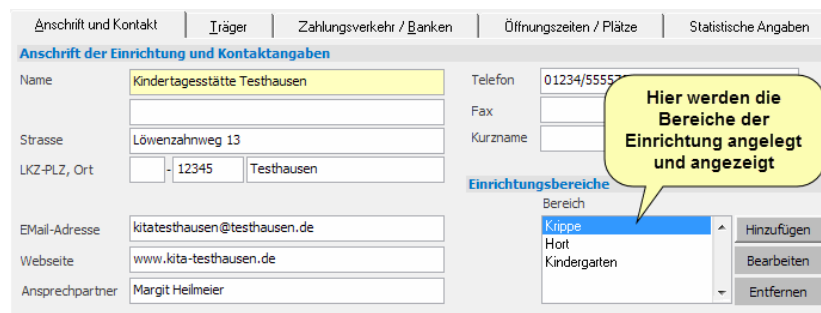 Anschrift und Kontakt Träger Zahlungsverkehr / Banken Öffnungszeiten / Plätze Statistische Angaben
Anschrift der Einrichtung und Kontaktangaben
Name Kindertagesstätte Testhausen
Telefon
Fax
Kurzname
Hier werden die
Bereiche der
Einrichtung angelegt
und angezeigt
Strasse Löwenzahnweg 13
LKZ-PLZ, Ort - 12345 Testhausen
Einrichtungsbereiche
Bereich
Krippe
Hort
Kindergarten
Hinzufügen
Bearbeiten
Entfernen
EMail-Adresse kitatesthausen@testhausen.de
Webseite www.kita-testhausen.de
Ansprechpartner Margit Heilmeier